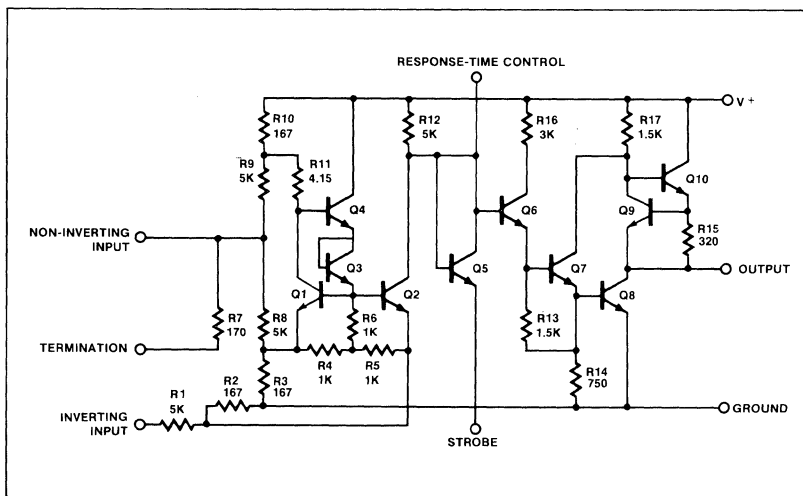 RESPONSE-TIME CONTROL
V+
R10
167
R12
5K
R16
3K
R17
1.5K
R9
5K
R11
4.15
Q4
Q10
Q6
Q9
NON-INVERTING
INPUT
Q3
Q5
Q7
R15
320
Q1
Q2
Q8
OUTPUT
R7
170
R8
5K
R6
1K
R13
1.5K
TERMINATION
R4
1K
R5
1K
R14
750
R1
5K
R2
167
R3
167
INVERTING
INPUT
GROUND
STROBE